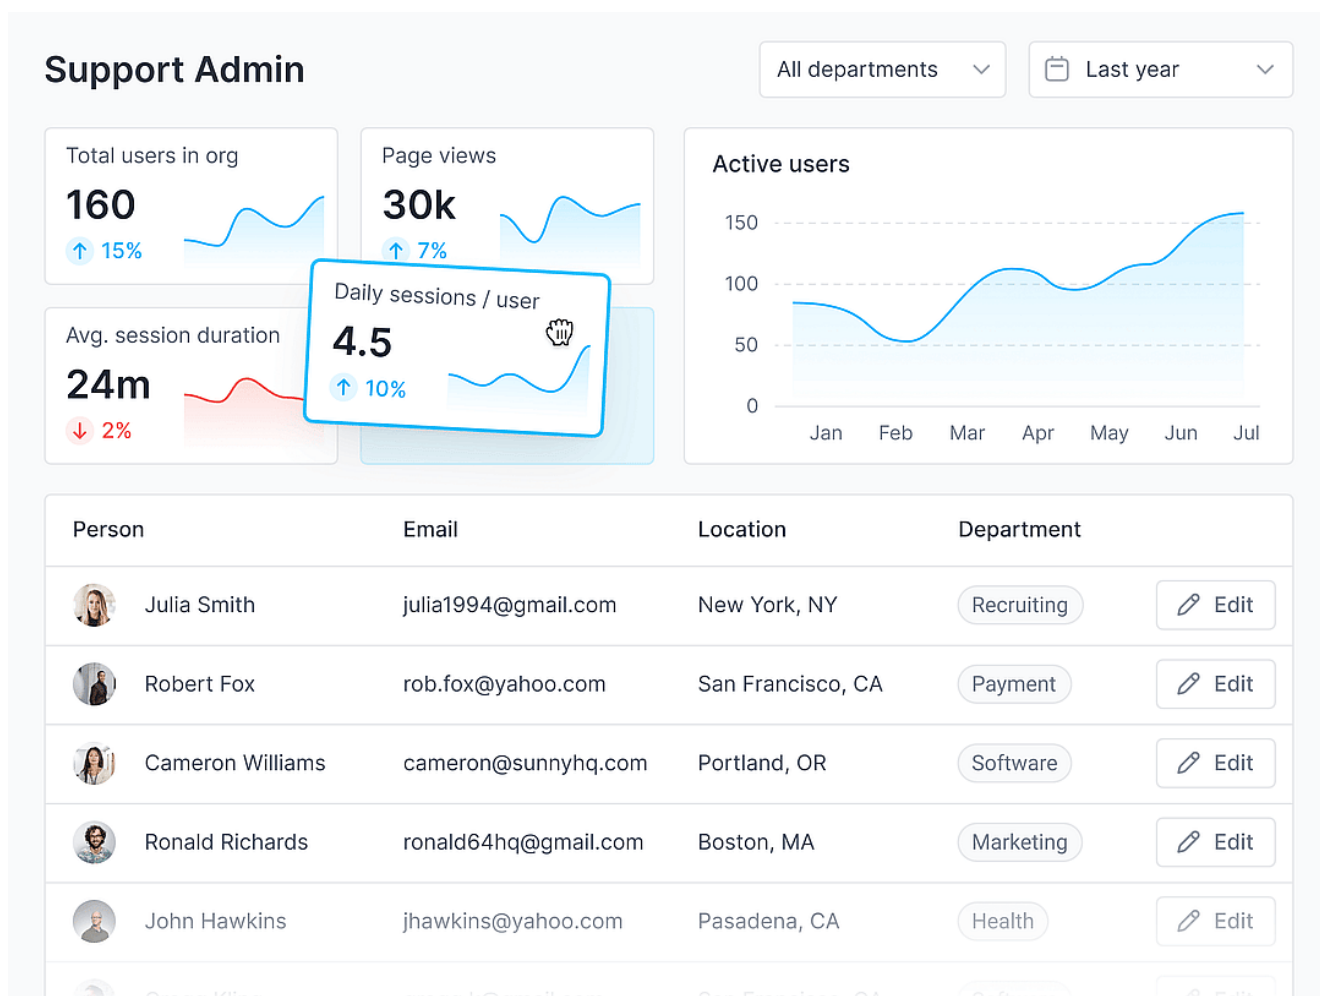 Support Admin
All departments
Last year
Total users in org
160
15%
Page views
30k
7%
Daily sessions / user
4.5
10%
Avg. session duration
24m
2%
Active users
150
100
50
0
Jan Feb Mar Apr May Jun Jul
Person Email Location Department
Julia Smith julia1994@gmail.com New York, NY Recruiting Edit
Robert Fox rob.fox@yahoo.com San Francisco, CA Payment Edit
Cameron Williams cameron@sunnyhq.com Portland, OR Software Edit
Ronald Richards ronald64hq@gmail.com Boston, MA Marketing Edit
John Hawkins jhawkins@yahoo.com Pasadena, CA Health Edit